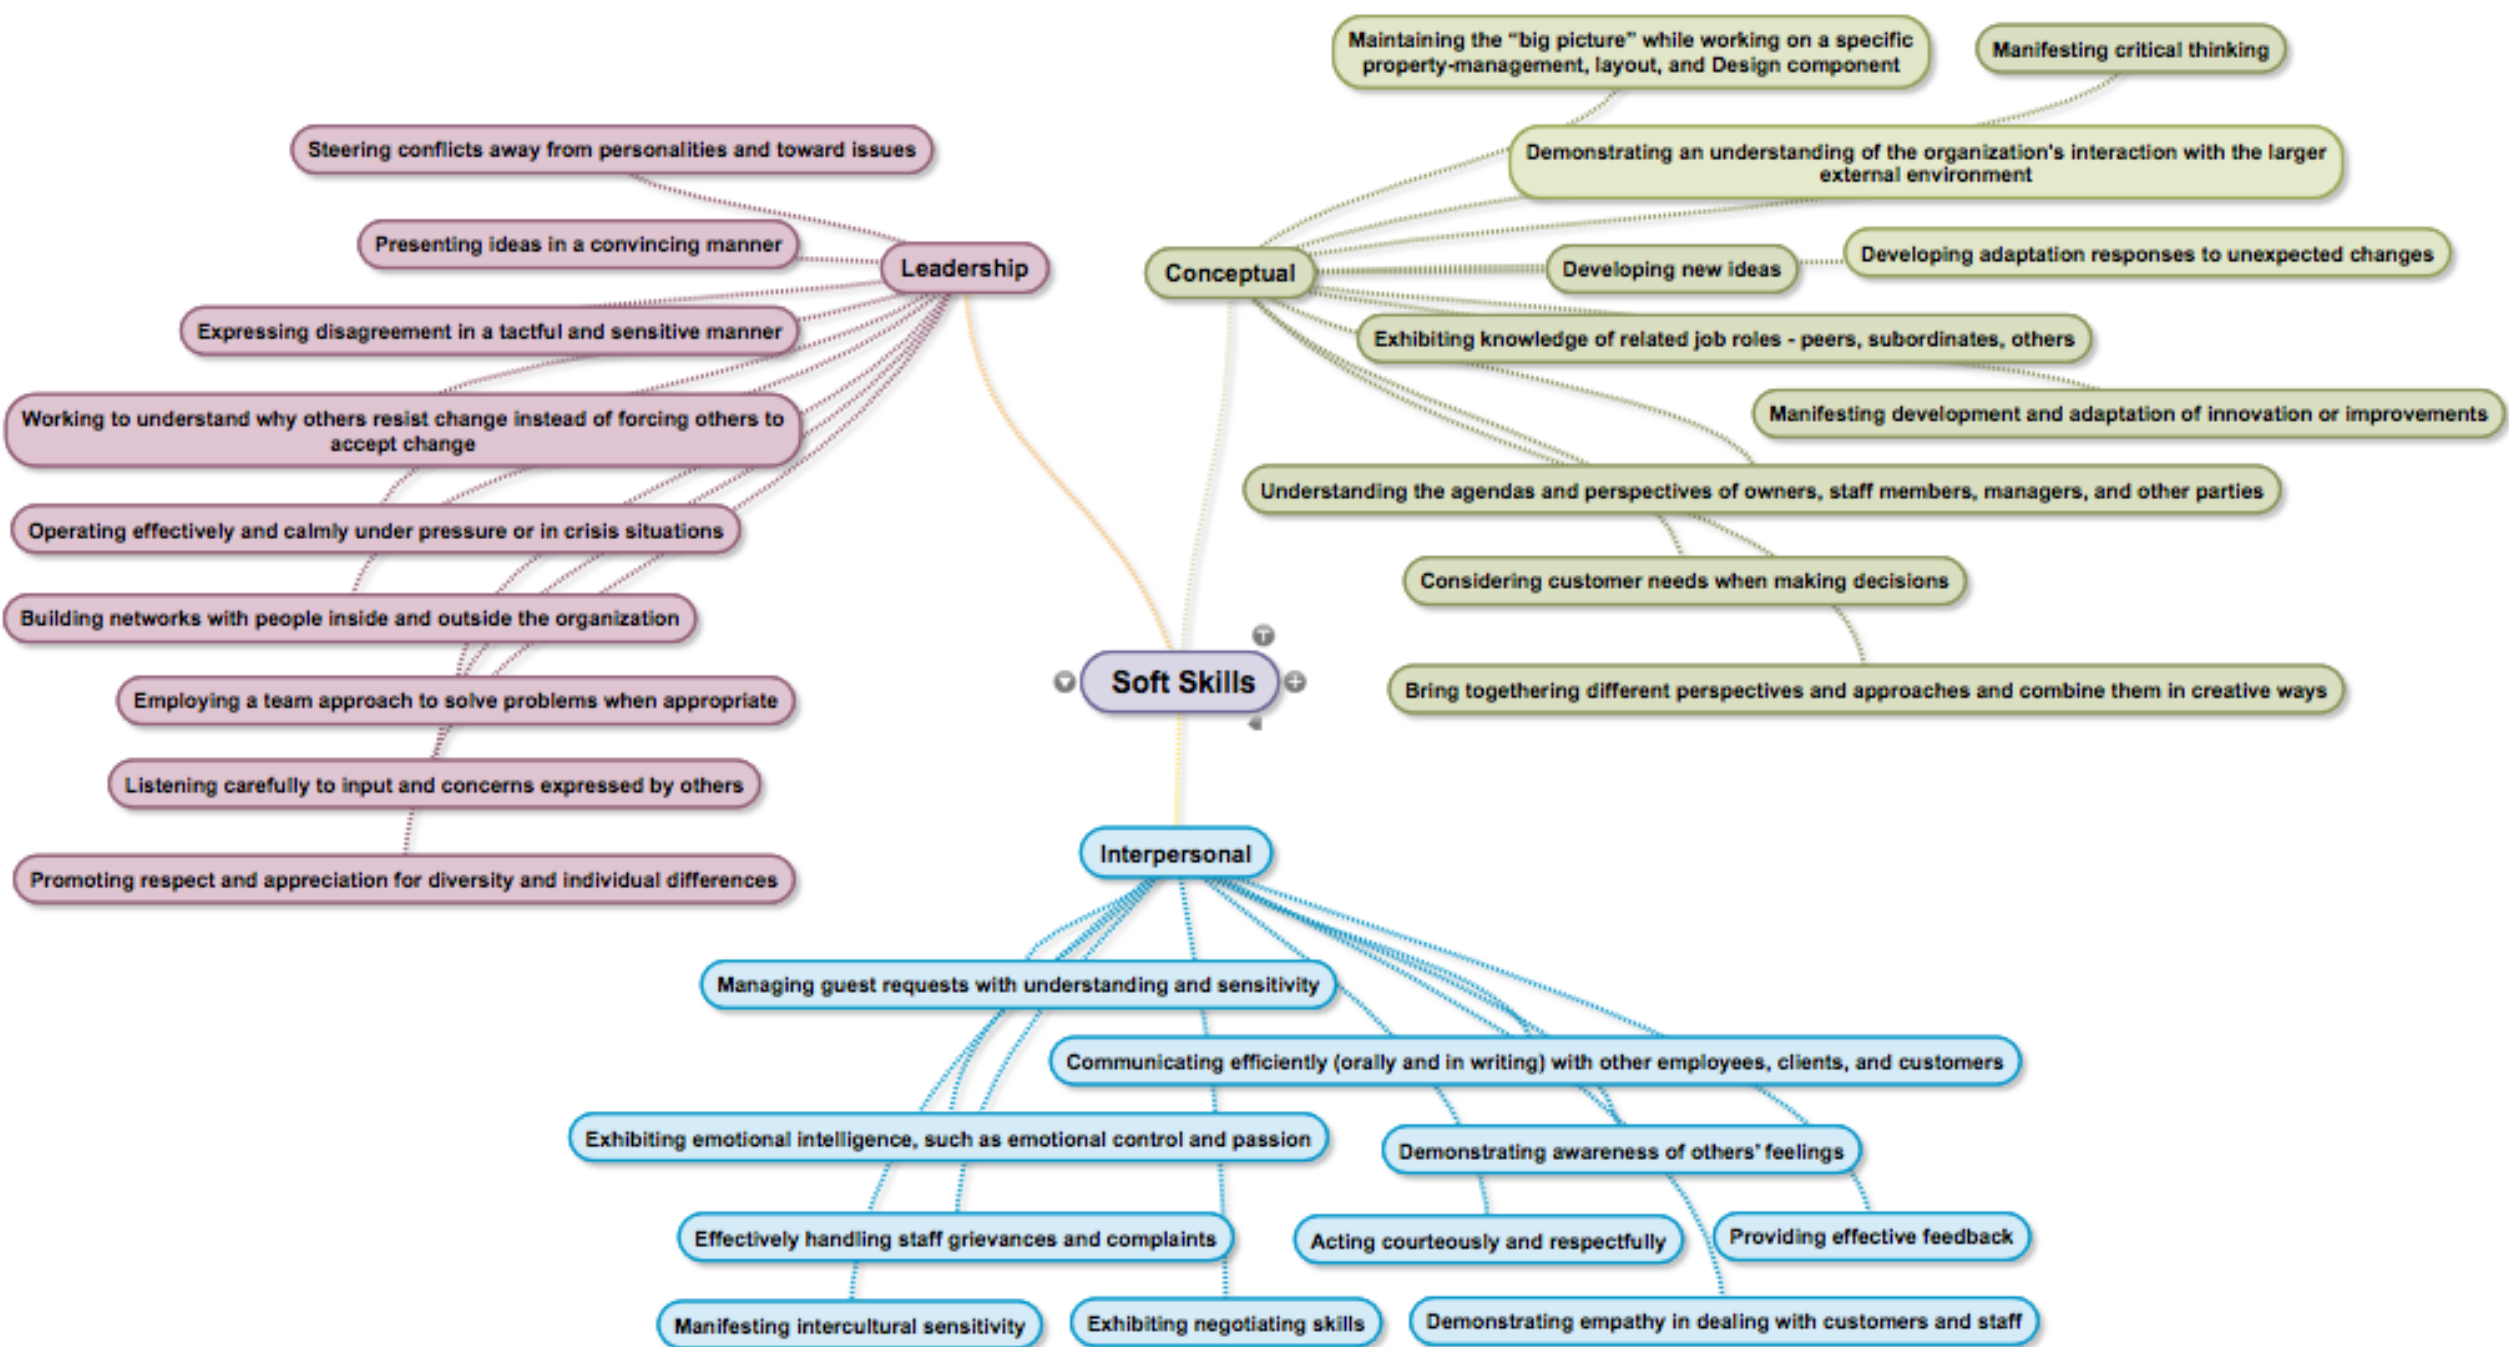 Maintaining the “big picture” while working on a specific
property-management, layout, and Design component
Manifesting critical thinking
Steering conflicts away from personalities and toward issues
Demonstrating an understanding of the organization's interaction with the larger
external environment
Presenting ideas in a convincing manner
Leadership
Conceptual
Developing new ideas
Developing adaptation responses to unexpected changes
Expressing disagreement in a tactful and sensitive manner
Exhibiting knowledge of related job roles - peers, subordinates, others
Working to understand why others resist change instead of forcing others to
accept change
Manifesting development and adaptation of innovation or improvements
Understanding the agendas and perspectives of owners, staff members, managers, and other parties
Operating effectively and calmly under pressure or in crisis situations
Considering customer needs when making decisions
Building networks with people inside and outside the organization
Soft Skills
Bring togethering different perspectives and approaches and combine them in creative ways
Employing a team approach to solve problems when appropriate
Listening carefully to input and concerns expressed by others
Interpersonal
Promoting respect and appreciation for diversity and individual differences
Managing guest requests with understanding and sensitivity
Communicating efficiently (orally and in writing) with other employees, clients, and customers
Exhibiting emotional intelligence, such as emotional control and passion
Demonstrating awareness of others’ feelings
Effectively handling staff grievances and complaints
Acting courteously and respectfully
Providing effective feedback
Manifesting intercultural sensitivity
Exhibiting negotiating skills
Demonstrating empathy in dealing with customers and staff